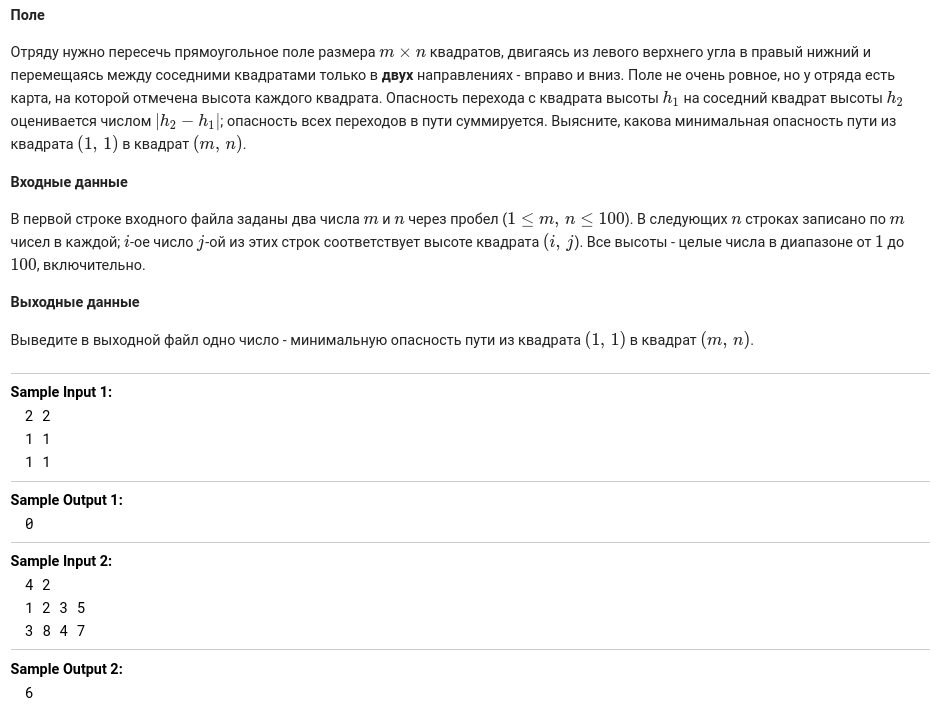 Поле
Отряду нужно пересечь прямоугольное поле размера m × n квадратов, двигаясь из левого верхнего угла в правый нижний и
перемещаясь между соседними квадратами только в двух направлениях - вправо и вниз. Поле не очень ровное, но у отряда есть
карта, на которой отмечена высота каждого квадрата. Опасность перехода с квадрата высоты h₁ на соседний квадрат высоты h₂
оценивается числом |h₂ − h₁|; опасность всех переходов в пути суммируется. Выясните, какова минимальная опасность пути из
квадрата (1, 1) в квадрат (m, n).
Входные данные
В первой строке входного файла заданы два числа m и n через пробел (1 ≤ m, n ≤ 100). В следующих n строках записано по m
чисел в каждой; i-ое число j-ой из этих строк соответствует высоте квадрата (i, j). Все высоты - целые числа в диапазоне от 1 до
100, включительно.
Выходные данные
Выведите в выходной файл одно число - минимальную опасность пути из квадрата (1, 1) в квадрат (m, n).
Sample Input 1:
2 2
1 1
1 1
Sample Output 1:
0
Sample Input 2:
4 2
1 2 3 5
3 8 4 7
Sample Output 2:
6